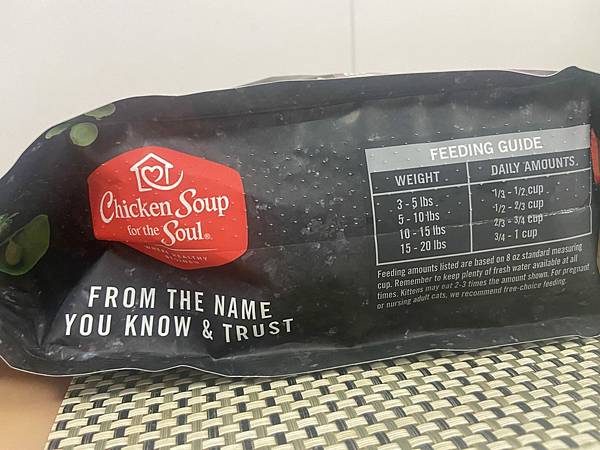 Chicken Soup
for the Soul®
WHERE HEALTHY
FROM THE NAME
YOU KNOW & TRUST
FEEDING GUIDE
WEIGHT DAILY AMOUNTS
3 - 5 lbs 1/3 - 1/2 cup
5 - 10 lbs 1/2 - 2/3 cup
10 - 15 lbs 2/3 - 3/4 cup
15 - 20 lbs 3/4 - 1 cup
Feeding amounts listed are based on 8 oz standard measuring
cup. Remember to keep plenty of fresh water available at all
times. Kittens may eat 2-3 times the amount shown. For pregnant
or nursing adult cats, we recommend free-choice feeding.